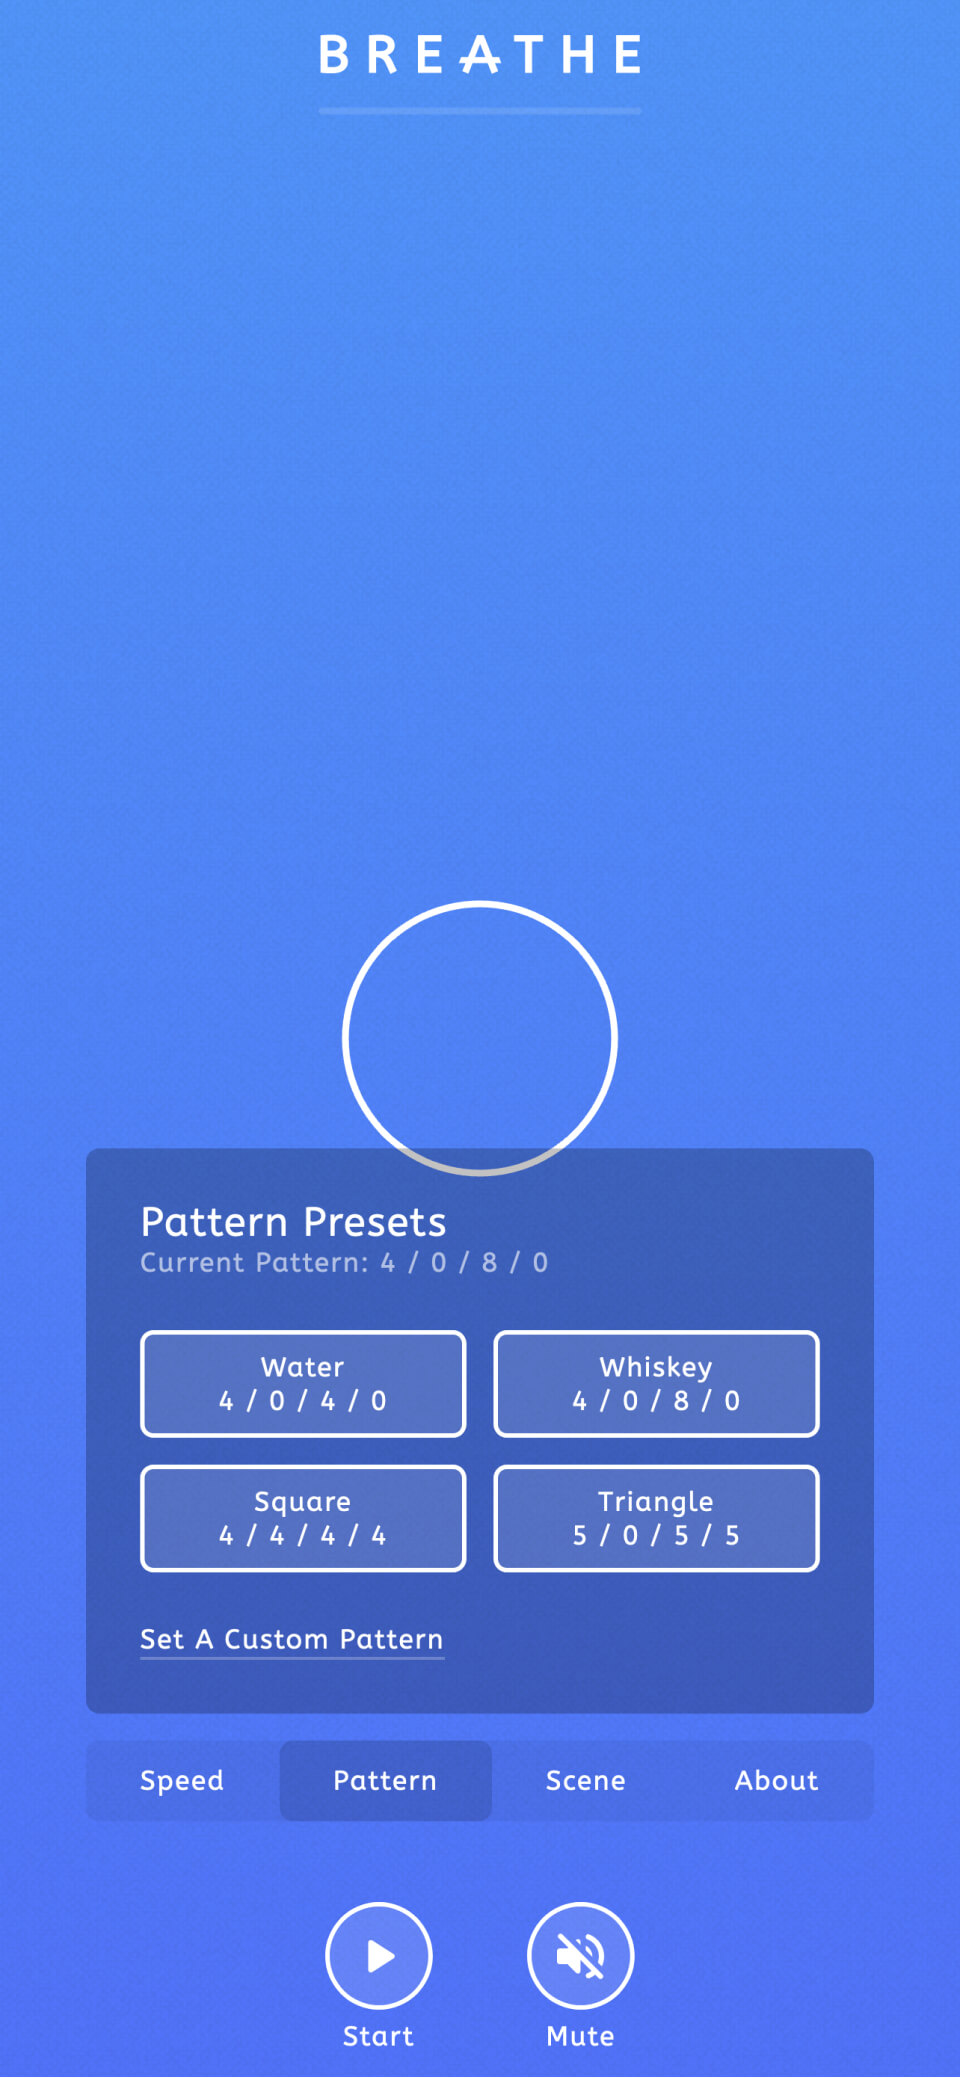 BREATHE
Pattern Presets
Current Pattern: 4 / 0 / 8 / 0
Water
4 / 0 / 4 / 0
Whiskey
4 / 0 / 8 / 0
Square
4 / 4 / 4 / 4
Triangle
5 / 0 / 5 / 5
Set A Custom Pattern
Speed
Pattern
Scene
About
Start
Mute